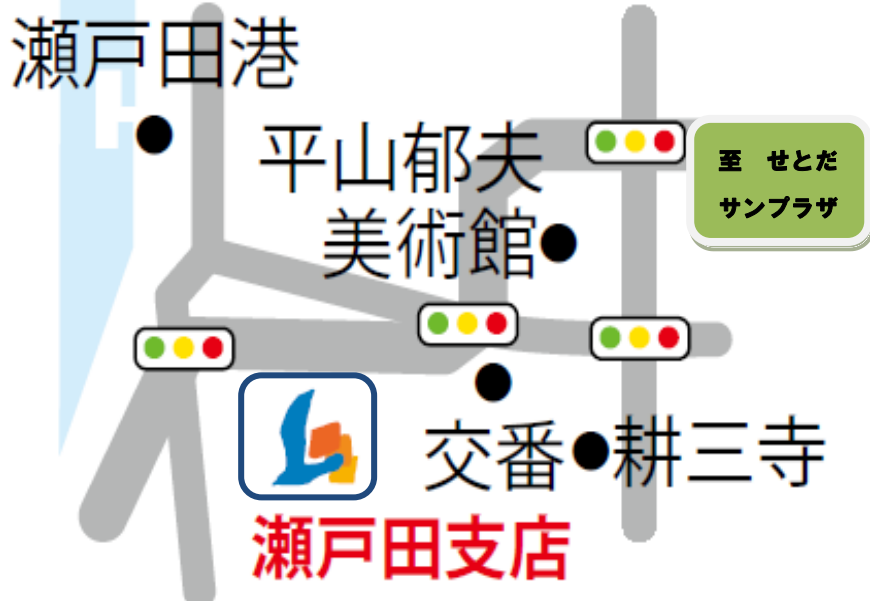 瀬戸田港
平山郁夫
美術館
至　せとだ
サンプラザ
交番
耕三寺
瀬戸田支店